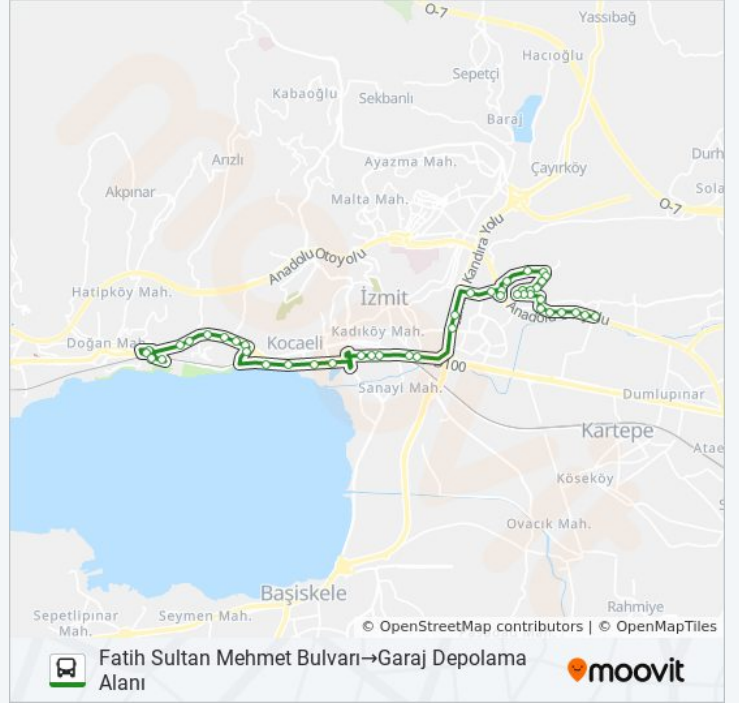 O-7
Yassıbağ
Hacıoğlu
Sepetçi
Kabaoğlu
Sekbanlı
Baraj
Durh
Arızlı
Ayazma Mah.
Çayırköy
Akpınar
Sola
Malta Mah.
O-7
Kandıra Yolu
Anadolu Otoyolu
Hatipköy Mah.
İzmit
Anadolu
Doğan Mah.
Kocaeli
Kadıköy Mah.
100
Sanayi Mah.
Dumlupınar
Kartepe
Atae
Köseköy
Ovacık Mah.
Başiskele
Rahmiye
Sepetlipınar
Mah.
Seymen Mah.
© OpenStreetMap contributors | © OpenMapTiles
Fatih Sultan Mehmet Bulvarı→Garaj Depolama
Alanı
moovit